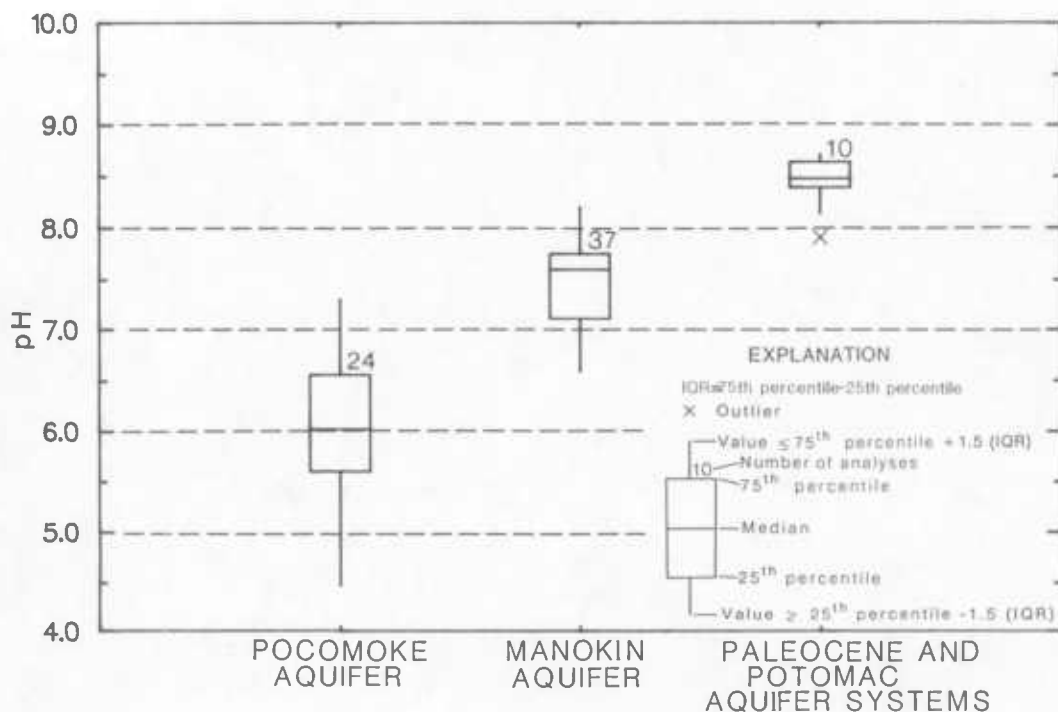 10.0
9.0
8.0
7.0
6.0
5.0
4.0
pH
24
37
10
EXPLANATION
IQR=75th percentile-25th percentile
× Outlier
Value ≤ 75th percentile +1.5 (IQR)
10 Number of analyses
75th percentile
Median
25th percentile
Value ≥ 25th percentile -1.5 (IQR)
POCOMOKE
AQUIFER
MANOKIN
AQUIFER
PALEOCENE AND
POTOMAC
AQUIFER SYSTEMS